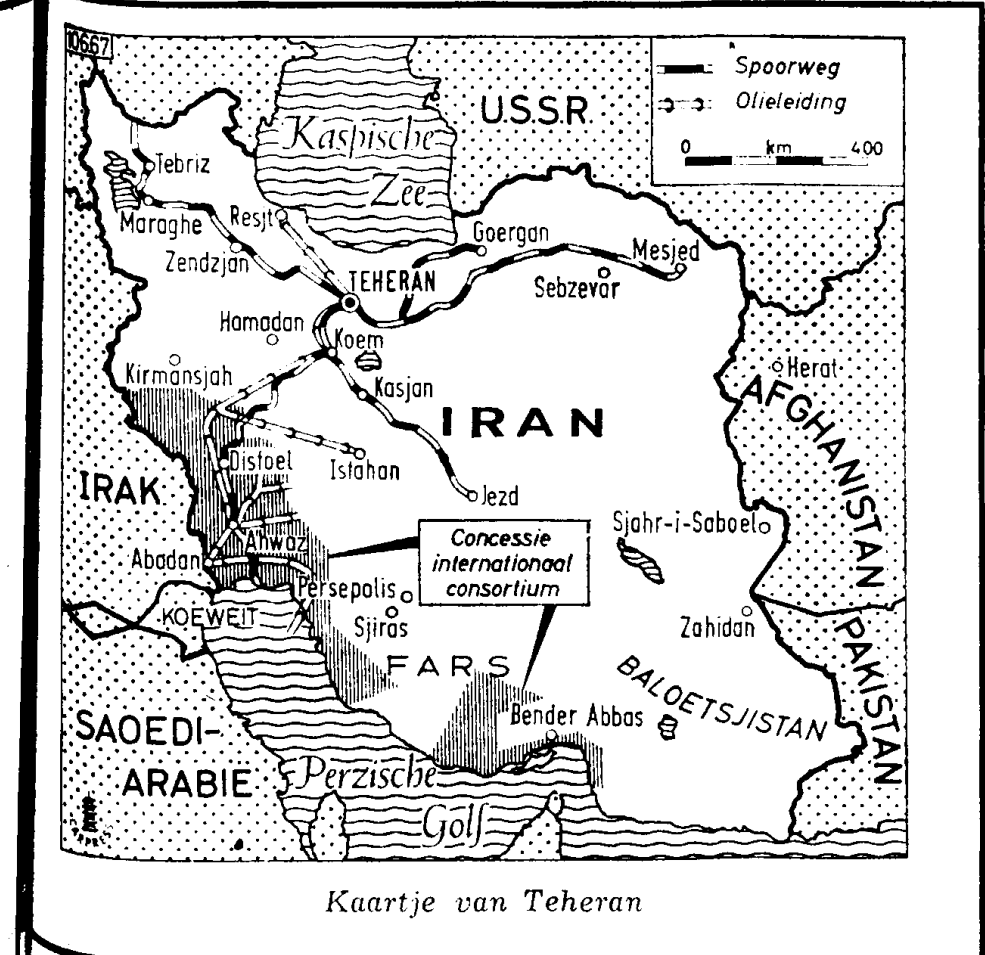 10667
Spoorweg
Olieleiding
0 km 400
U.S.S.R
Kaspische
Zee
Tebriz
Maraghe
Resjt
Zendzjan
Goergan
Mesjed
Sebzevar
TEHERAN
Hamadan
Koem
Kirmansjah
Kasjan
Herat
IRAN
AFGHANISTAN
Distoel
Istahan
IRAK
Jezd
Sjahr-i-Saboel
Ahwaz
Abadan
Concessie
internationaal
consortium
Persepolis
KOEWEIT
Sjiras
Zahidan
PAKISTAN
FARS
BALOETSJISTAN
Bender Abbas
SAOEDI-
ARABIE
Perzische
Golf
Kaartje van Teheran